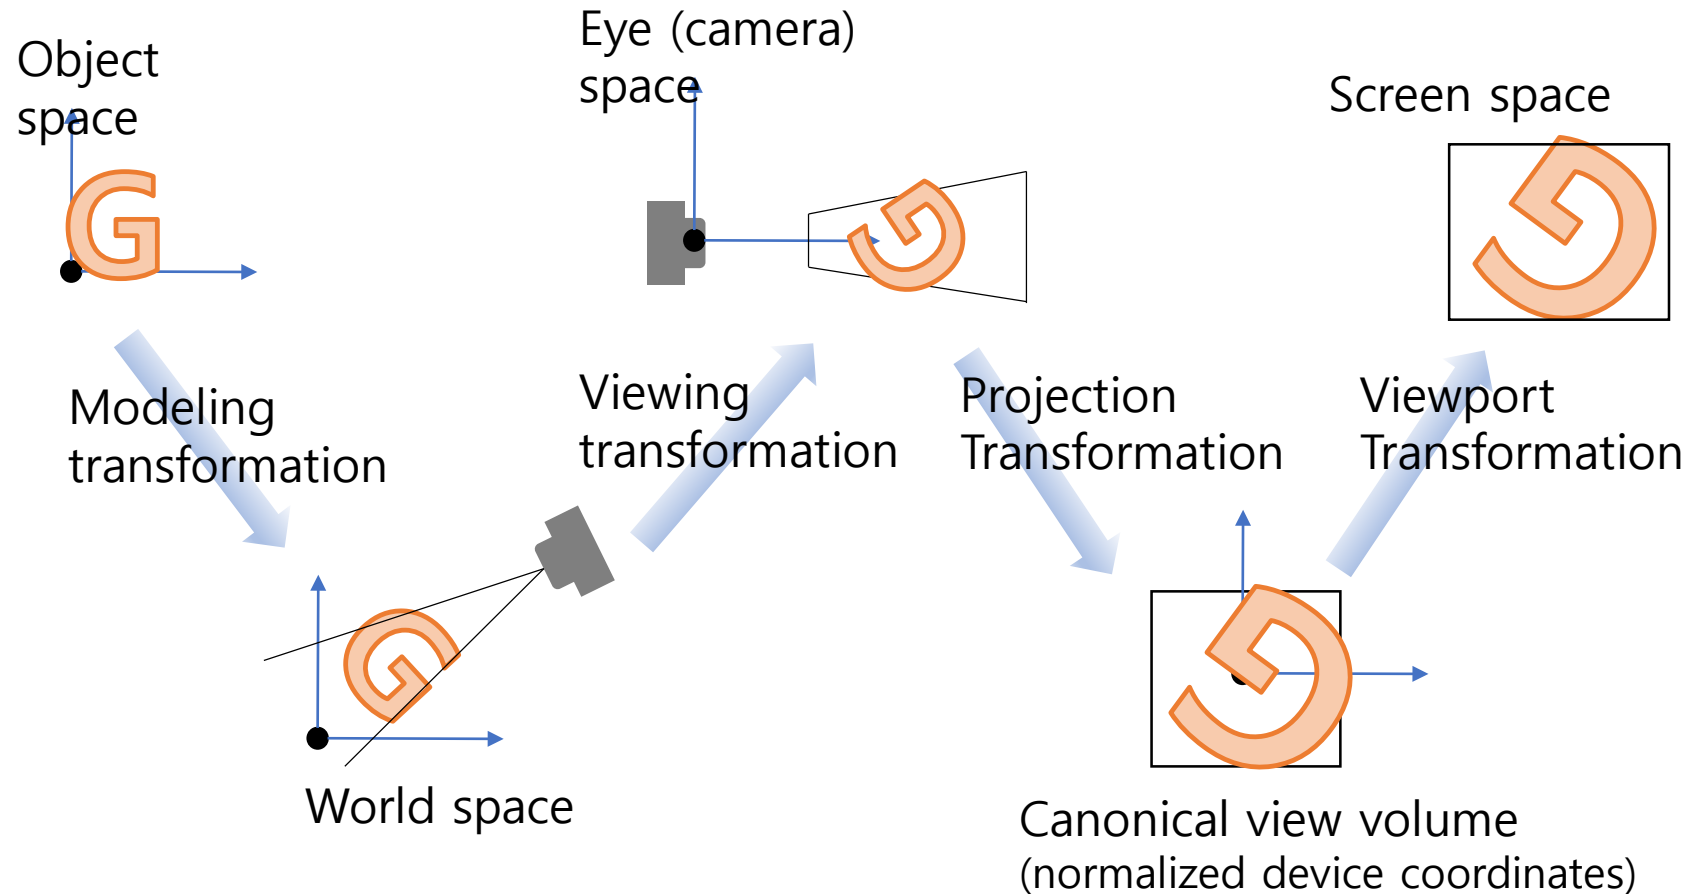 Object
space
Modeling
transformation
World space
Eye (camera)
space
Viewing
transformation
Projection
Transformation
Canonical view volume
(normalized device coordinates)
Viewport
Transformation
Screen space
G
G
G
G
G